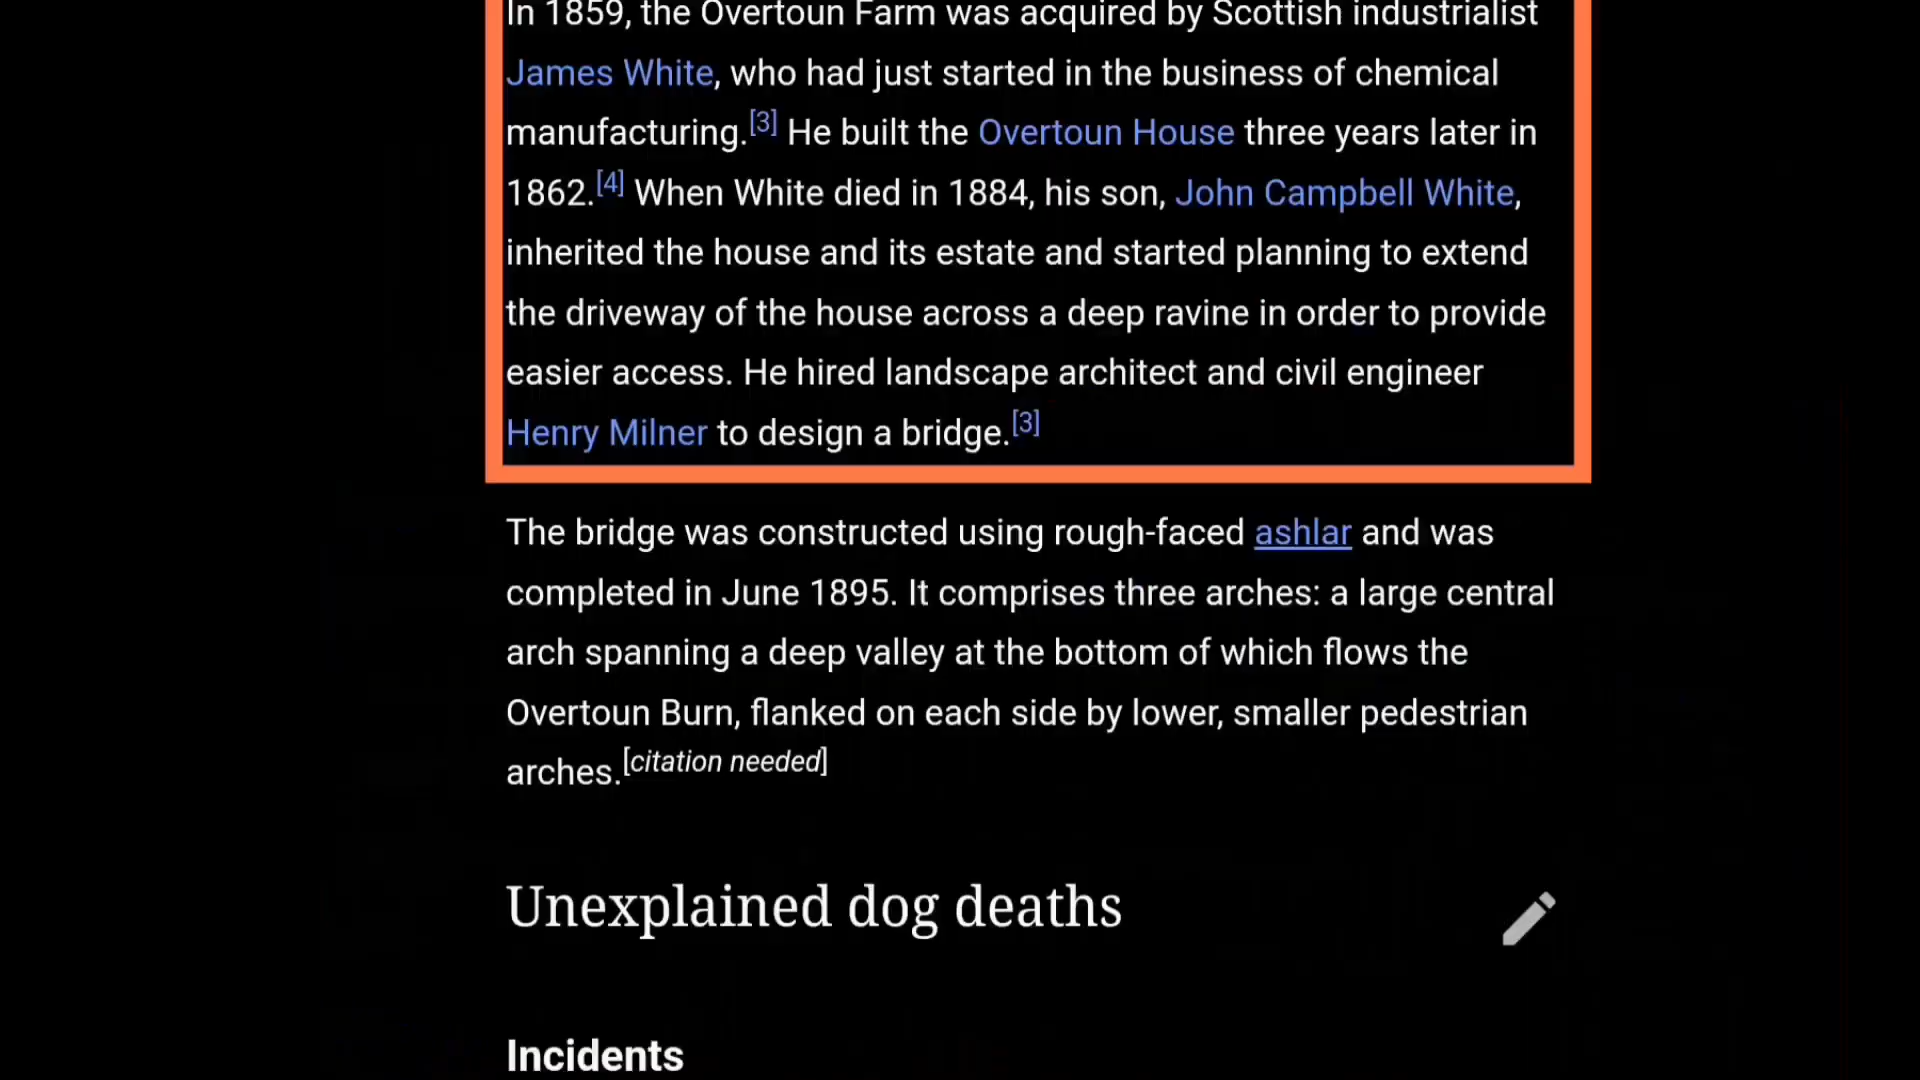 In 1859, the Overtoun Farm was acquired by Scottish industrialist
James White, who had just started in the business of chemical
manufacturing.[3] He built the Overtoun House three years later in
1862.[4] When White died in 1884, his son, John Campbell White,
inherited the house and its estate and started planning to extend
the driveway of the house across a deep ravine in order to provide
easier access. He hired landscape architect and civil engineer
Henry Milner to design a bridge.[3]
The bridge was constructed using rough-faced ashlar and was
completed in June 1895. It comprises three arches: a large central
arch spanning a deep valley at the bottom of which flows the
Overtoun Burn, flanked on each side by lower, smaller pedestrian
arches.[citation needed]
Unexplained dog deaths
Incidents